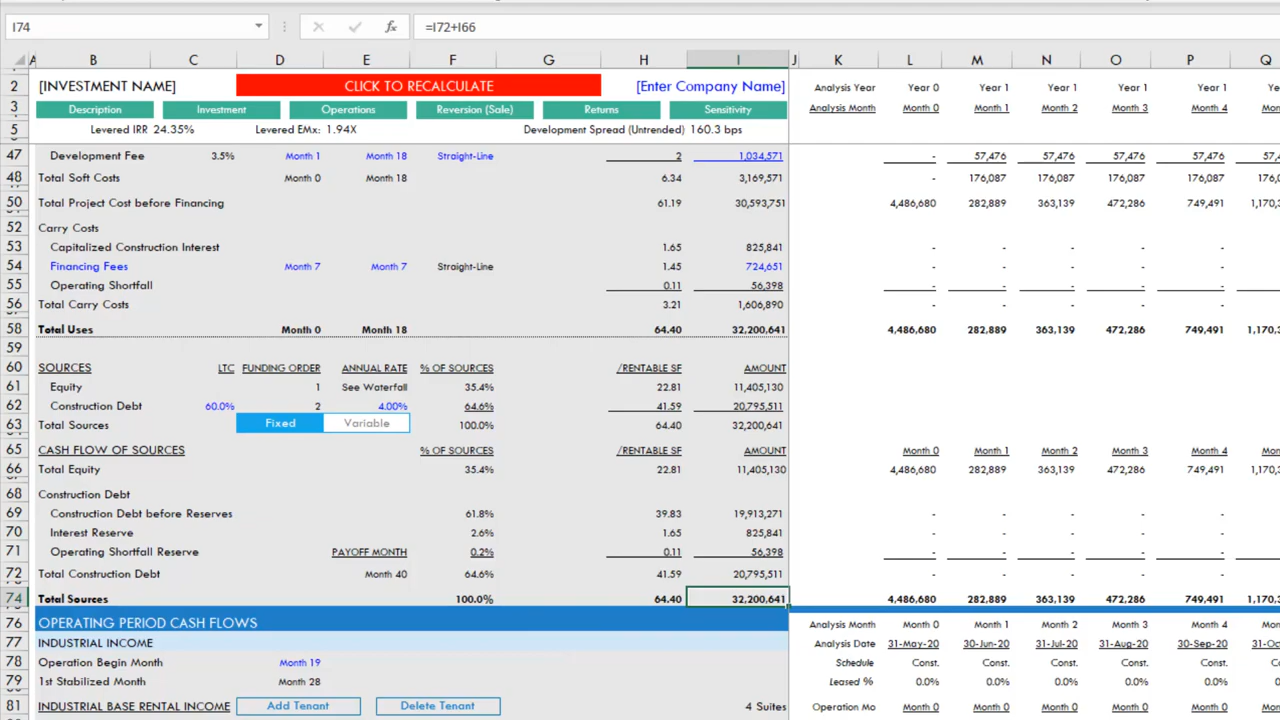 I74 fx =I72+I66
A B C D E F G H I J K L M N O P Q
2 [INVESTMENT NAME] CLICK TO RECALCULATE [Enter Company Name] Analysis Year Year 0 Year 1 Year 1 Year 1 Year 1
3 Description Investment Operations Reversion (Sale) Returns Sensitivity Analysis Month Month 0 Month 1 Month 2 Month 3 Month 4
5 Levered IRR 24.35% Levered EMx: 1.94X Development Spread (Untrended) 160.3 bps
47 Development Fee 3.5% Month 1 Month 18 Straight-Line 2 1,034,571 - 57,476 57,476 57,476 57,476 57,4
48 Total Soft Costs Month 0 Month 18 6.34 3,169,571 - 176,087 176,087 176,087 176,087 176,0
50 Total Project Cost before Financing 61.19 30,593,751 4,486,680 282,889 363,139 472,286 749,491 1,170,
52 Carry Costs
53 Capitalized Construction Interest 1.65 825,841 - - - - -
54 Financing Fees Month 7 Month 7 Straight-Line 1.45 724,651 - - - - -
55 Operating Shortfall 0.11 56,398 - - - - -
56 Total Carry Costs 3.21 1,606,890 - - - - -
58 Total Uses Month 0 Month 18 64.40 32,200,641 4,486,680 282,889 363,139 472,286 749,491 1,170,
59
60 SOURCES LTC FUNDING ORDER ANNUAL RATE % OF SOURCES /RENTABLE SF AMOUNT
61 Equity 1 See Waterfall 35.4% 22.81 11,405,130
62 Construction Debt 60.0% 2 4.00% 64.6% 41.59 20,795,511
63 Total Sources Fixed Variable 100.0% 64.40 32,200,641
65 CASH FLOW OF SOURCES % OF SOURCES /RENTABLE SF AMOUNT Month 0 Month 1 Month 2 Month 3 Month 4
66 Total Equity 35.4% 22.81 11,405,130 4,486,680 282,889 363,139 472,286 749,491 1,170,
68 Construction Debt
69 Construction Debt before Reserves 61.8% 39.83 19,913,271 - - - - -
70 Interest Reserve 2.6% 1.65 825,841 - - - - -
71 Operating Shortfall Reserve PAYOFF MONTH 0.2% 0.11 56,398 - - - - -
72 Total Construction Debt Month 40 64.6% 41.59 20,795,511 - - - - -
74 Total Sources 100.0% 64.40 32,200,641 4,486,680 282,889 363,139 472,286 749,491 1,170,
76 OPERATING PERIOD CASH FLOWS Analysis Month Month 0 Month 1 Month 2 Month 3 Month 4
77 INDUSTRIAL INCOME Analysis Date 31-May-20 30-Jun-20 31-Jul-20 31-Aug-20 30-Sep-20 31-O
78 Operation Begin Month Month 19 Schedule Const. Const. Const. Const. Const.
79 1st Stabilized Month Month 28 Leased % 0.0% 0.0% 0.0% 0.0% 0.0%
81 INDUSTRIAL BASE RENTAL INCOME Add Tenant Delete Tenant 4 Suites Operation Mo Month 0 Month 0 Month 0 Month 0 Month 0